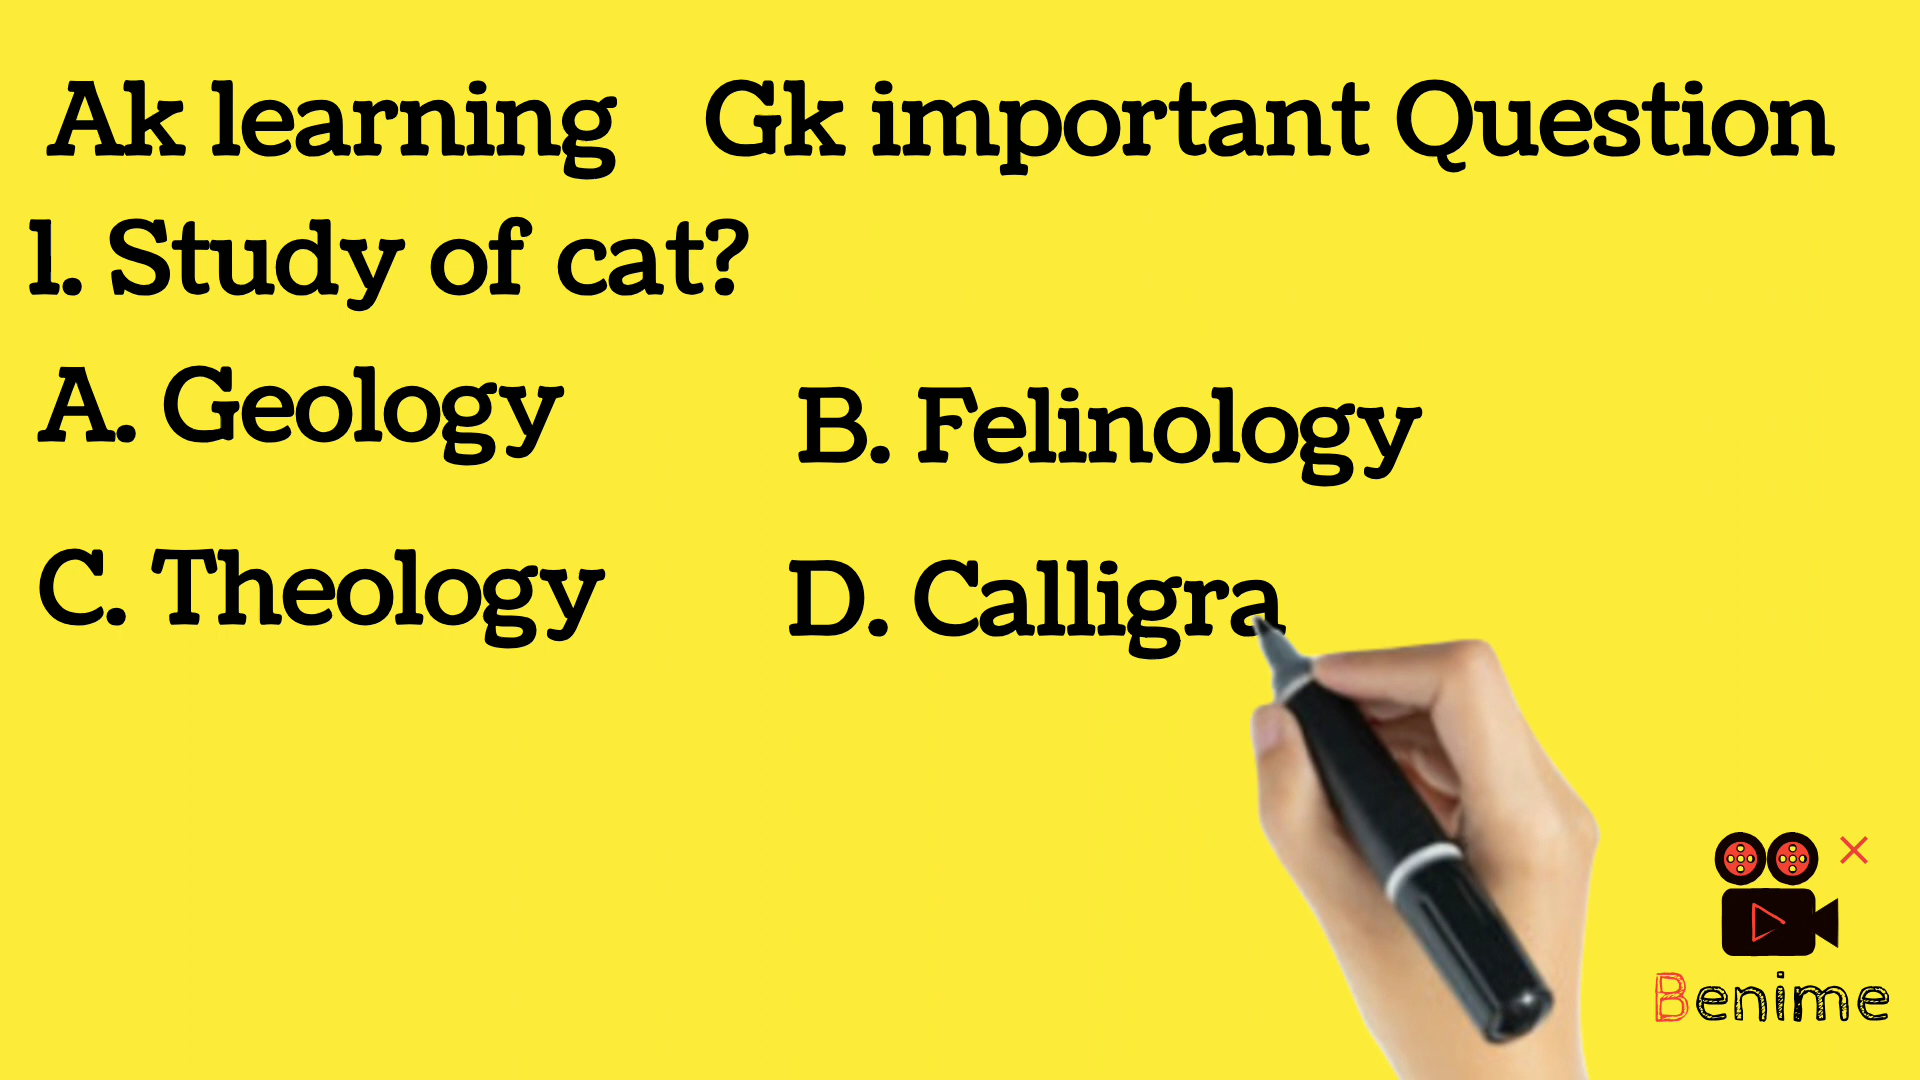 Ak learning Gk important Question
1. Study of cat?
A. Geology B. Felinology
C. Theology D. Calligra
Benime